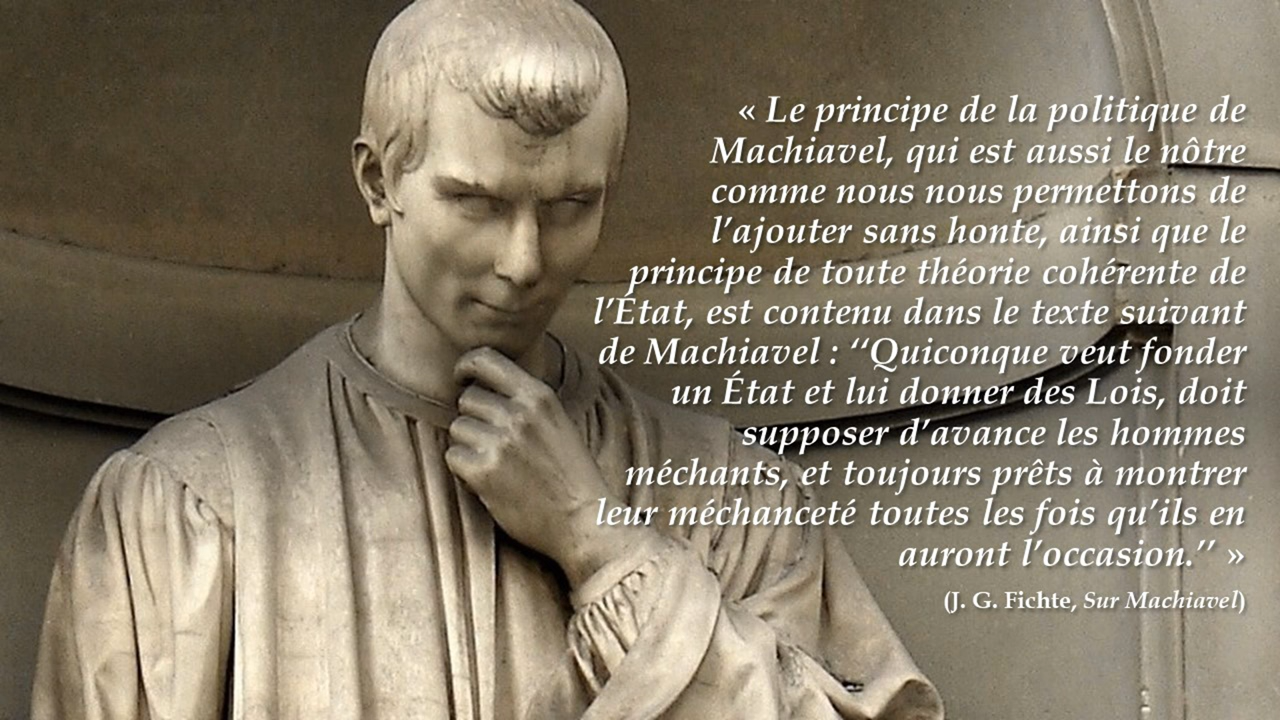 « Le principe de la politique de
Machiavel, qui est aussi le nôtre
comme nous nous permettons de
l’ajouter sans honte, ainsi que le
principe de toute théorie cohérente de
l’État, est contenu dans le texte suivant
de Machiavel : ‘‘Quiconque veut fonder
un État et lui donner des Lois, doit
supposer d’avance les hommes
méchants, et toujours prêts à montrer
leur méchanceté toutes les fois qu’ils en
auront l’occasion.’’ »
(J. G. Fichte, Sur Machiavel)